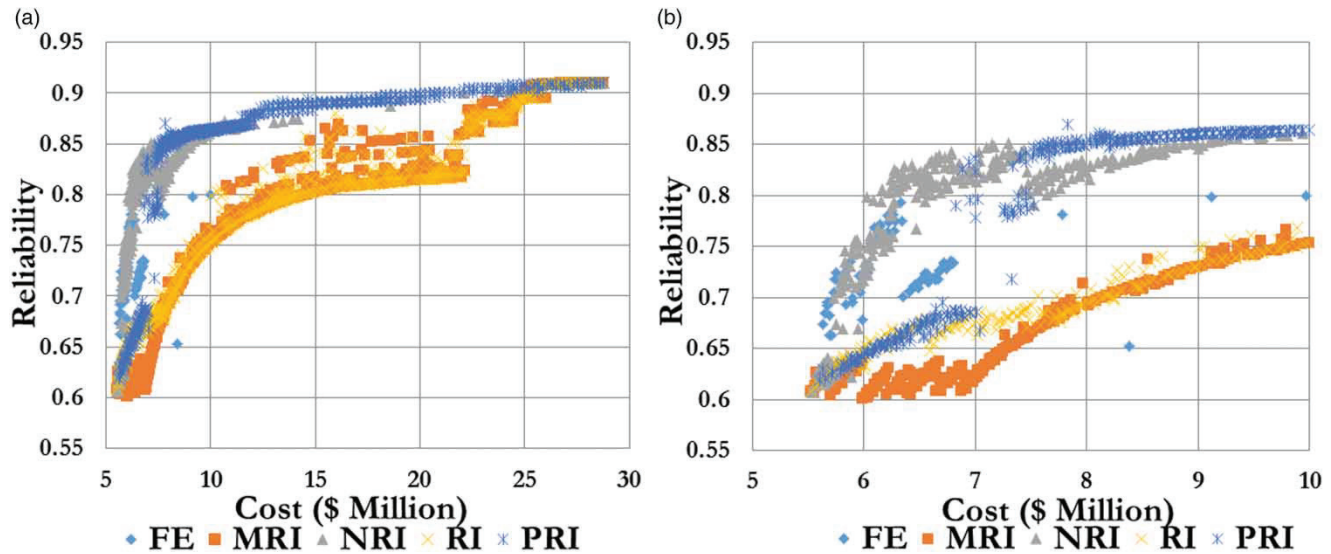 (a)
0.95
0.9
0.85
0.8
0.75
0.7
0.65
0.6
0.55
Reliability
5 10 15 20 25 30
Cost ($ Million)
FE MRI NRI RI PRI
(b)
0.95
0.9
0.85
0.8
0.75
0.7
0.65
0.6
0.55
Reliability
5 6 7 8 9 10
Cost ($ Million)
FE MRI NRI RI PRI